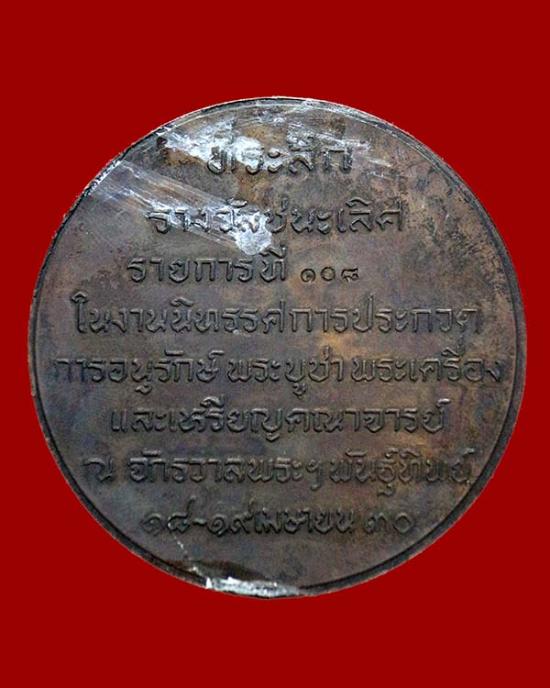 ที่ระลึก
รางวัลชนะเลิศ
รายการที่ ๑๐๘
ในงานนิทรรศการประกวด
การอนุรักษ์ พระบูชา พระเครื่อง
และเหรียญคณาจารย์
ณ จักรวาลพระฯ พันธุ์ทิพย์
๑๘-๑๙ เมษายน ๓๐